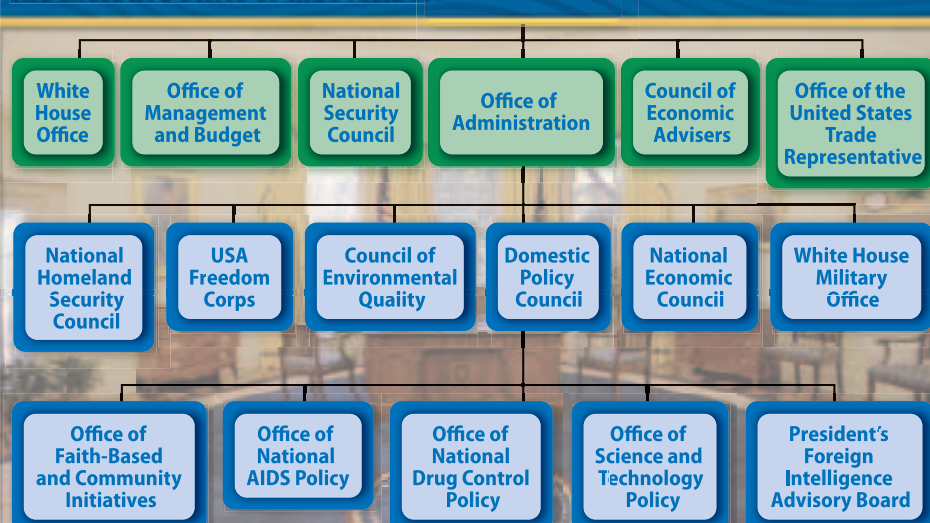 White
House
Office
Office of
Management
and Budget
National
Security
Council
Office of
Administration
Council of
Economic
Advisers
Office of the
United States
Trade
Representative
National
Homeland
Security
Council
USA
Freedom
Corps
Council of
Environmental
Quality
Domestic
Policy
Council
National
Economic
Council
White House
Military
Office
Office of
Faith-Based
and Community
Initiatives
Office of
National
AIDS Policy
Office of
National
Drug Control
Policy
Office of
Science and
Technology
Policy
President's
Foreign
Intelligence
Advisory Board